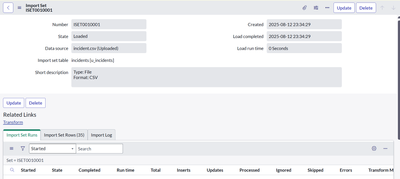 Import Set
ISET0010001
Update Delete
Number ISET0010001 Created 2025-08-12 23:34:29
State Loaded Load completed 2025-08-12 23:34:29
Data source incident.csv (Uploaded) Load run time 0 Seconds
Import set table Incidents [u_incidents]
Short description Type: File
Format: CSV
Update Delete
Related Links
Transform
Import Set Runs Import Set Rows (35) Import Log
Started Search
Set = ISET0010001
Started State Completed Run time Total Inserts Updates Processed Ignored Skipped Errors Transform M